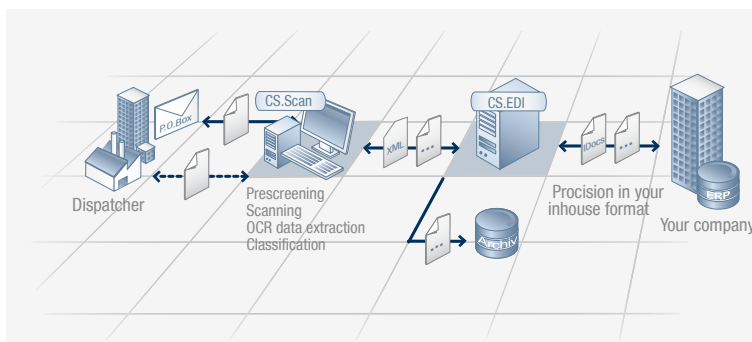 CS.Scan
CS.EDI
P.O.Box
XML
...
IDocs
...
Dispatcher
Prescreening
Scanning
OCR data extraction
Classification
Precision in your
inhouse format
ERP
Your company
...
Archiv